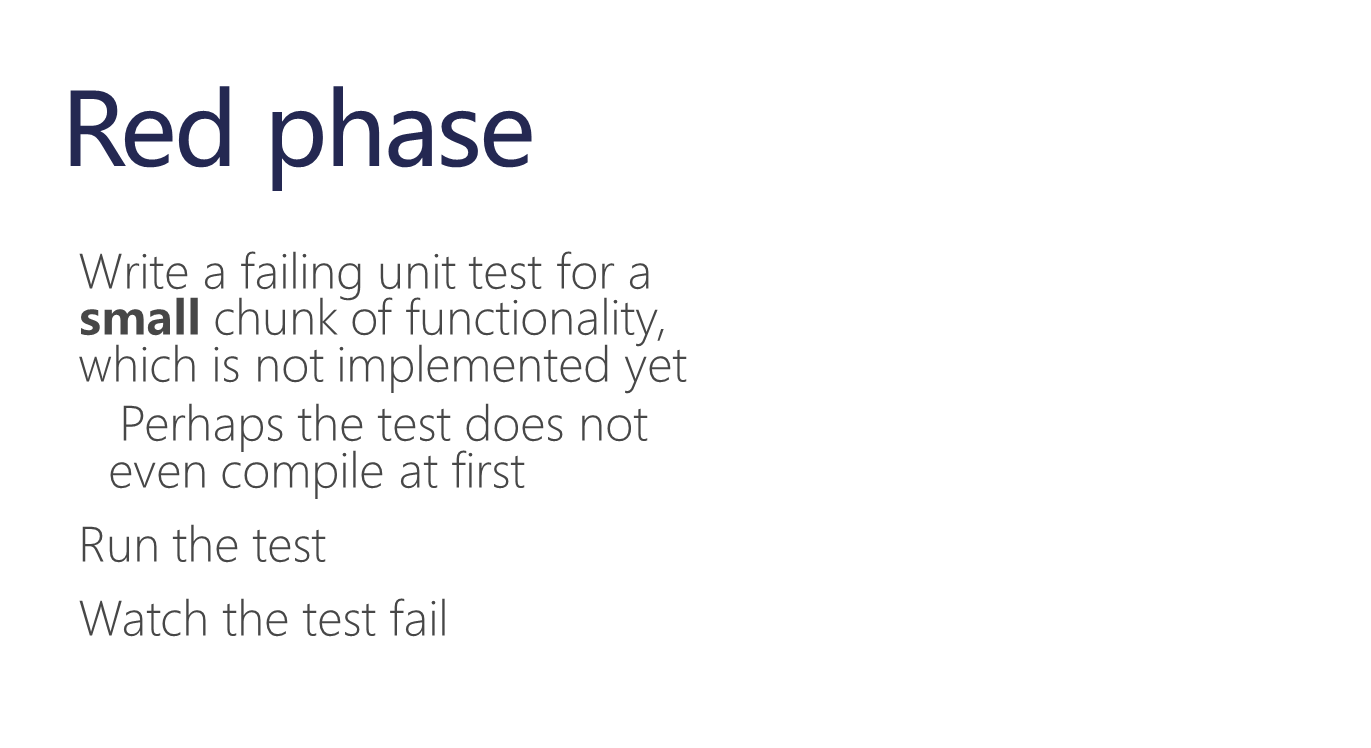 Red phase
Write a failing unit test for a
small chunk of functionality,
which is not implemented yet
Perhaps the test does not
even compile at first
Run the test
Watch the test fail